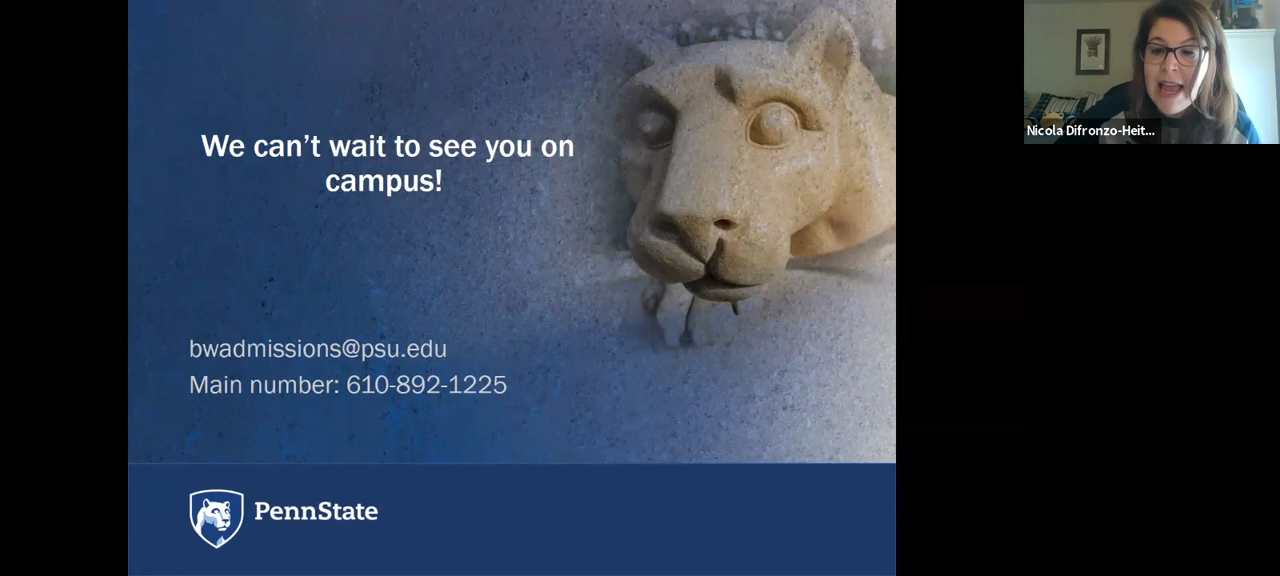 We can't wait to see you on
campus!
Nicola Difronzo-Heit...
bwadmissions@psu.edu
Main number: 610-892-1225
PennState